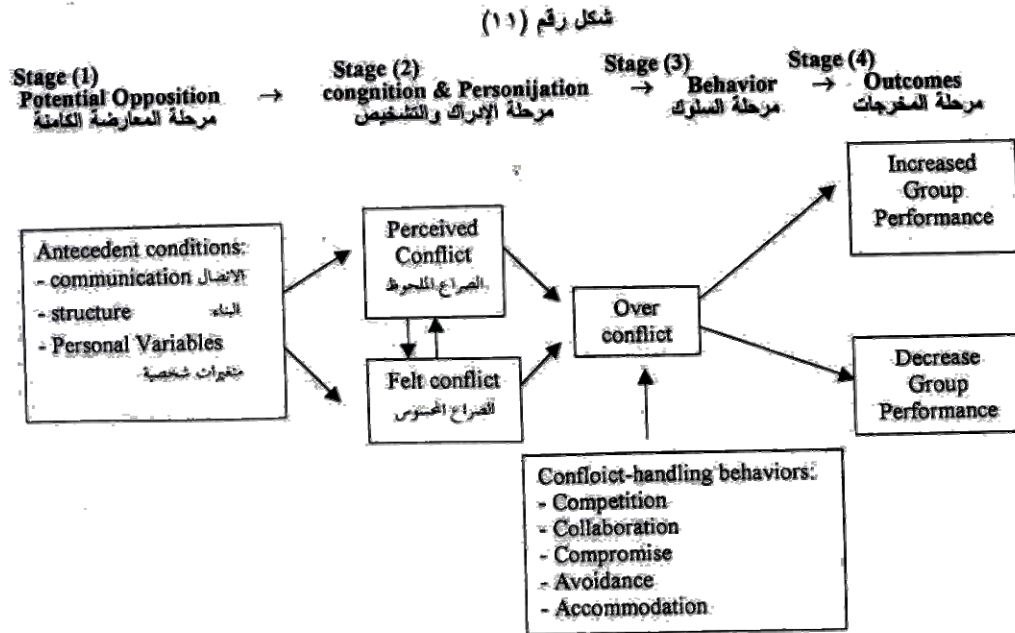 شكل رقم (١١)
Stage (1)
Potential Opposition
مرحلة المعارضة الكامنة
→
Stage (2)
congnition & Personijation
مرحلة الإدراك والتشخيص
→
Stage (3)
Behavior
مرحلة السلوك
→
Stage (4)
Outcomes
مرحلة المخرجات
Antecedent conditions:
- communication الاتصال
- structure البناء
- Personal Variables
متغيرات شخصية
Perceived
Conflict
الصراع الملحوظ
Felt conflict
الصراع المحسوس
Over
conflict
Confloict-handling behaviors:
- Competition
- Collaboration
- Compromise
- Avoidance
- Accommodation
Increased
Group
Performance
Decrease
Group
Performance